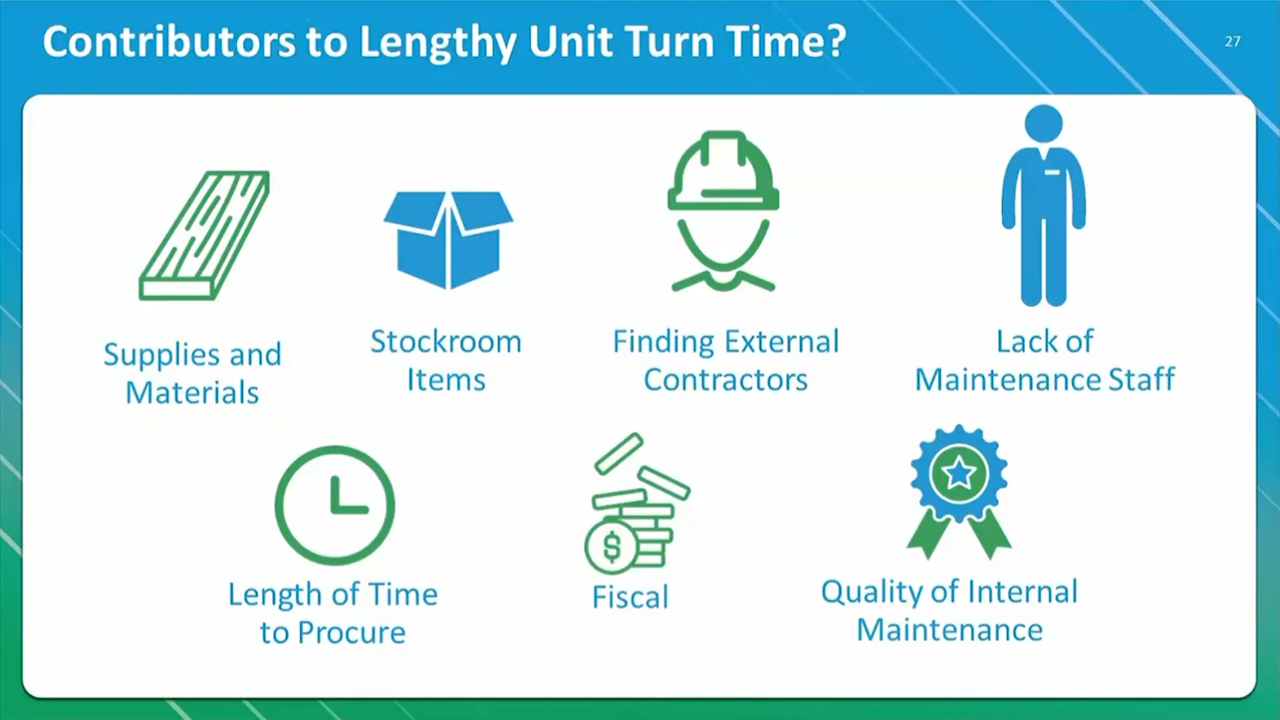 Contributors to Lengthy Unit Turn Time?
27
Supplies and
Materials
Stockroom
Items
Finding External
Contractors
Lack of
Maintenance Staff
Length of Time
to Procure
$
Fiscal
Quality of Internal
Maintenance